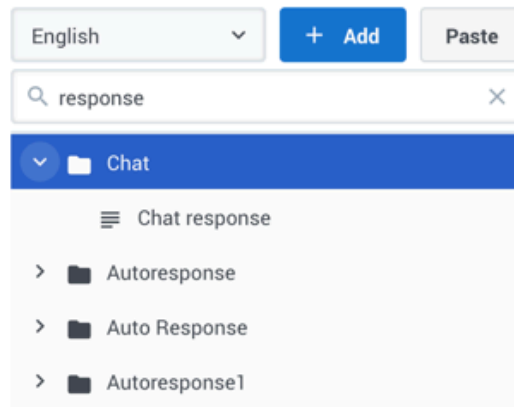 English + Add Paste
response
Chat
Chat response
Autoresponse
Auto Response
Autoresponse1